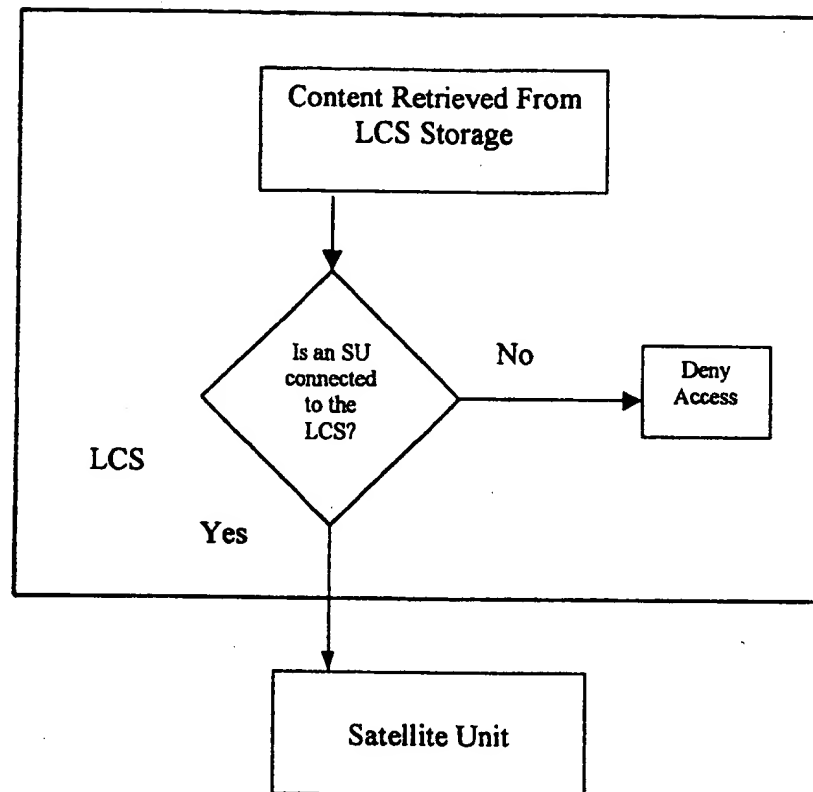 Content Retrieved From
LCS Storage
Is an SU
connected
to the
LCS?
No
Deny
Access
LCS
Yes
Satellite Unit